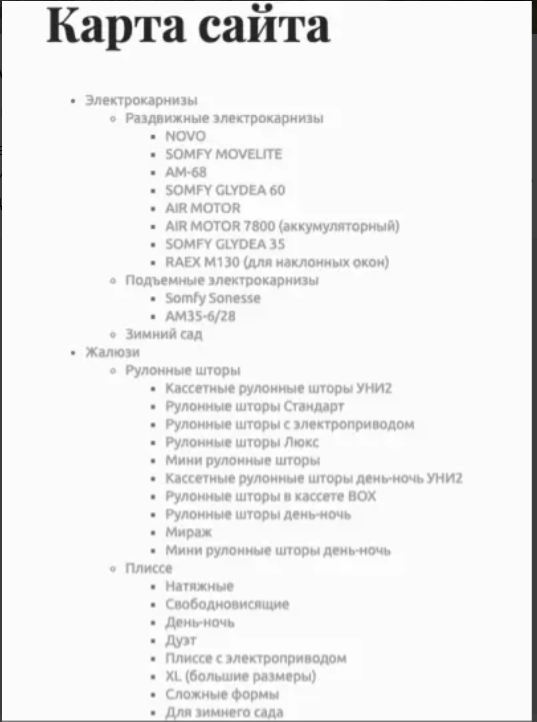 Карта сайта
Электрокарнизы
Раздвижные электрокарнизы
NOVO
SOMFY MOVELITE
AM-68
SOMFY GLYDEA 60
AIR MOTOR
AIR MOTOR 7800 (аккумуляторный)
SOMFY GLYDEA 35
RAEX M130 (для наклонных окон)
Подъемные электрокарнизы
Somfy Sonesse
AM35-6/28
Зимний сад
Жалюзи
Рулонные шторы
Кассетные рулонные шторы УНИ2
Рулонные шторы Стандарт
Рулонные шторы с электроприводом
Рулонные шторы Люкс
Мини рулонные шторы
Кассетные рулонные шторы день-ночь УНИ2
Рулонные шторы в кассете BOX
Рулонные шторы день-ночь
Мираж
Мини рулонные шторы день-ночь
Плиссе
Натяжные
Свободновисящие
День-ночь
Дуэт
Плиссе с электроприводом
XL (большие размеры)
Сложные формы
Для зимнего сада